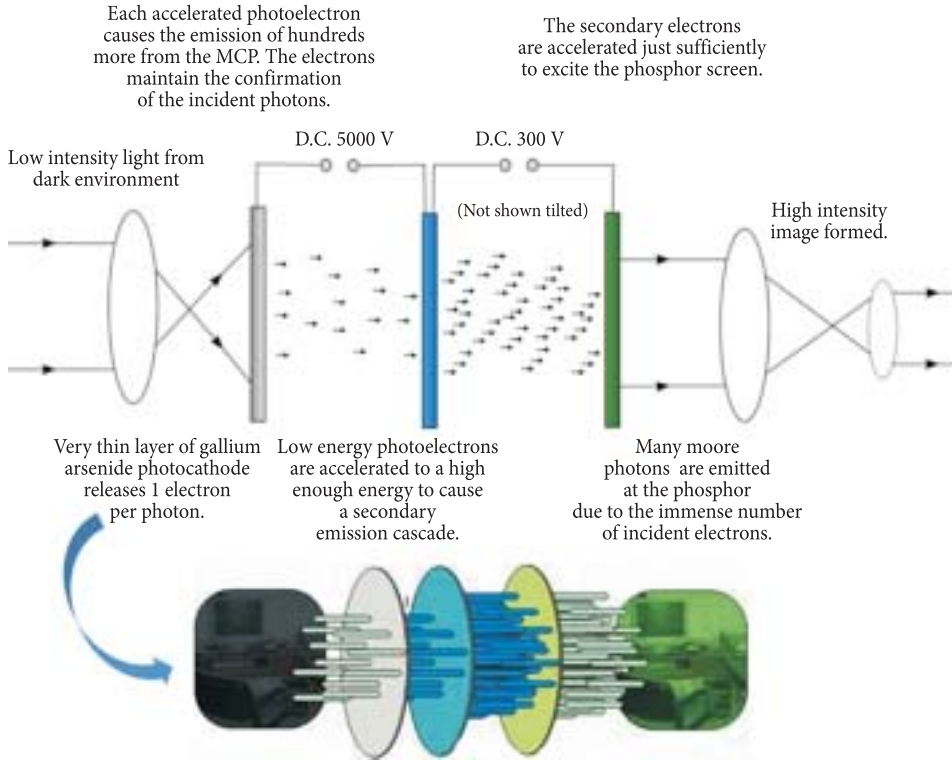 Each accelerated photoelectron
causes the emission of hundreds
more from the MCP. The electrons
maintain the confirmation
of the incident photons.
The secondary electrons
are accelerated just sufficiently
to excite the phosphor screen.
D.C. 5000 V
D.C. 300 V
Low intensity light from
dark environment
(Not shown tilted)
High intensity
image formed.
Very thin layer of gallium
arsenide photocathode
releases 1 electron
per photon.
Low energy photoelectrons
are accelerated to a high
enough energy to cause
a secondary
emission cascade.
Many moore
photons are emitted
at the phosphor
due to the immense number
of incident electrons.